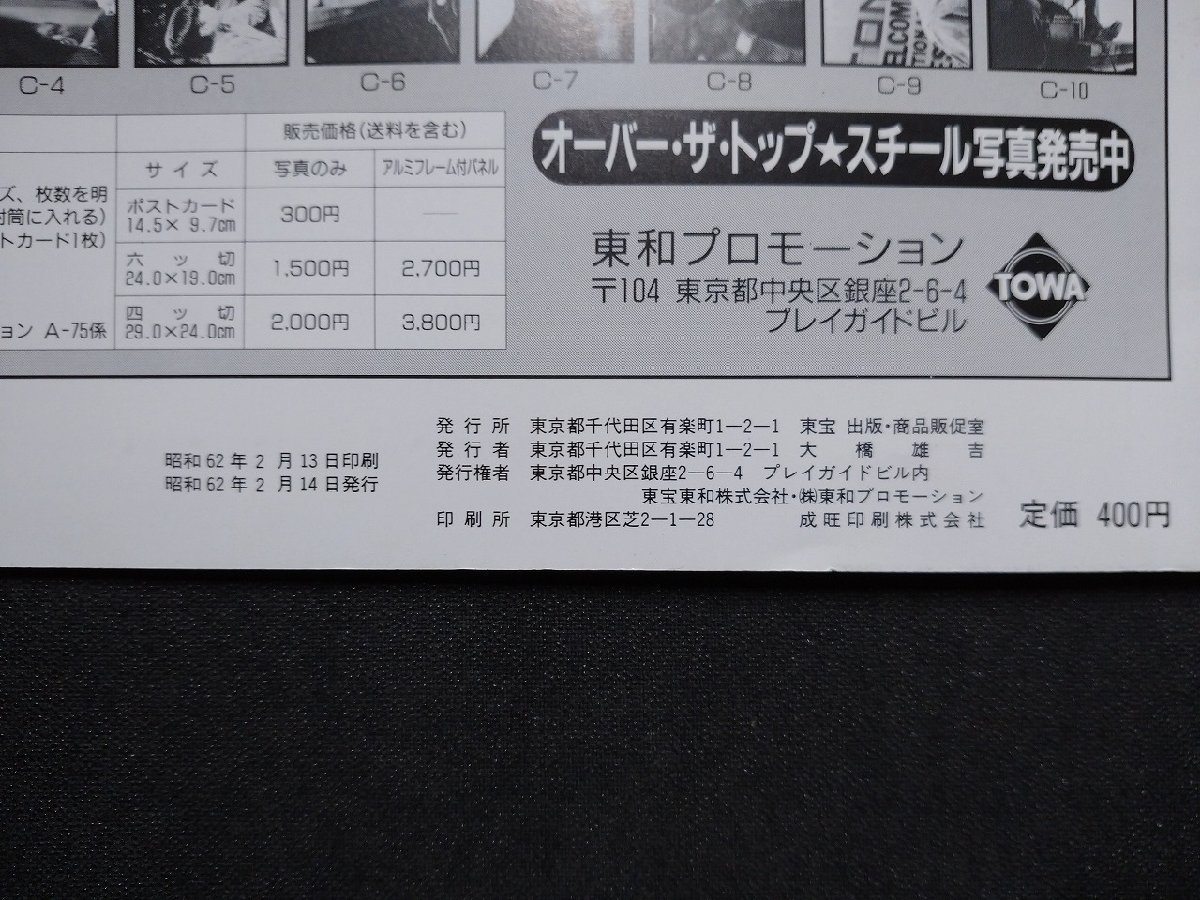 TON
ELCOM
TION
ES
C-4 C-5 C-6 C-7 C-8 C-9 C-10
販売価格(送料を含む)
サイズ 写真のみ アルミフレーム付パネル
ポストカード 300円 ——
14.5× 9.7cm
六ッ切 1,500円 2,700円
24.0×19.0cm
四ッ切 2,000円 3,800円
29.0×24.0cm
ズ、枚数を明
封筒に入れる)
トカード1枚)
ョン A-75係
オーバー・ザ・トップ★スチール写真発売中
東和プロモーション
〒104 東京都中央区銀座2-6-4
プレイガイドビル
TOWA
昭和62年2月13日印刷
昭和62年2月14日発行
発行所 東京都千代田区有楽町1-2-1 東宝 出版・商品販促室
発行者 東京都千代田区有楽町1-2-1 大橋雄吉
発行権者 東京都中央区銀座2-6-4 プレイガイドビル内
東宝東和株式会社・㈱東和プロモーション
印刷所 東京都港区芝2-1-28 成旺印刷株式会社
定価 400円